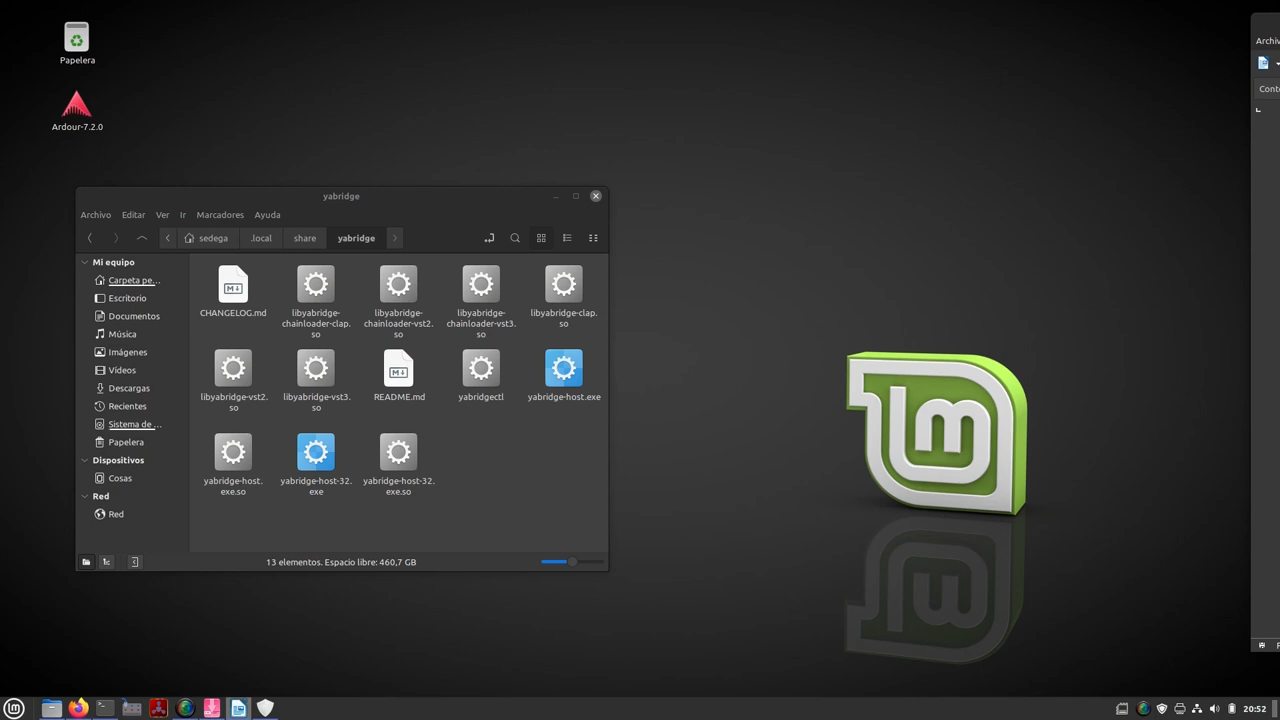 Papelera
Ardour-7.2.0
yabridge
Archivo Editar Ver Ir Marcadores Ayuda
sedega .local share yabridge
Mi equipo
Carpeta pe...
Escritorio
Documentos
Música
Imágenes
Vídeos
Descargas
Recientes
Sistema de ...
Papelera
Dispositivos
Cosas
Red
Red
CHANGELOG.md
libyabridge-
chainloader-clap.
so
libyabridge-
chainloader-vst2.
so
libyabridge-
chainloader-vst3.
so
libyabridge-clap.
so
libyabridge-vst2.
so
libyabridge-vst3.
so
README.md
yabridgectl
yabridge-host.exe
yabridge-host.
exe.so
yabridge-host-32.
exe
yabridge-host-32.
exe.so
13 elementos. Espacio libre: 460,7 GB
Archiv
Conte
20:52